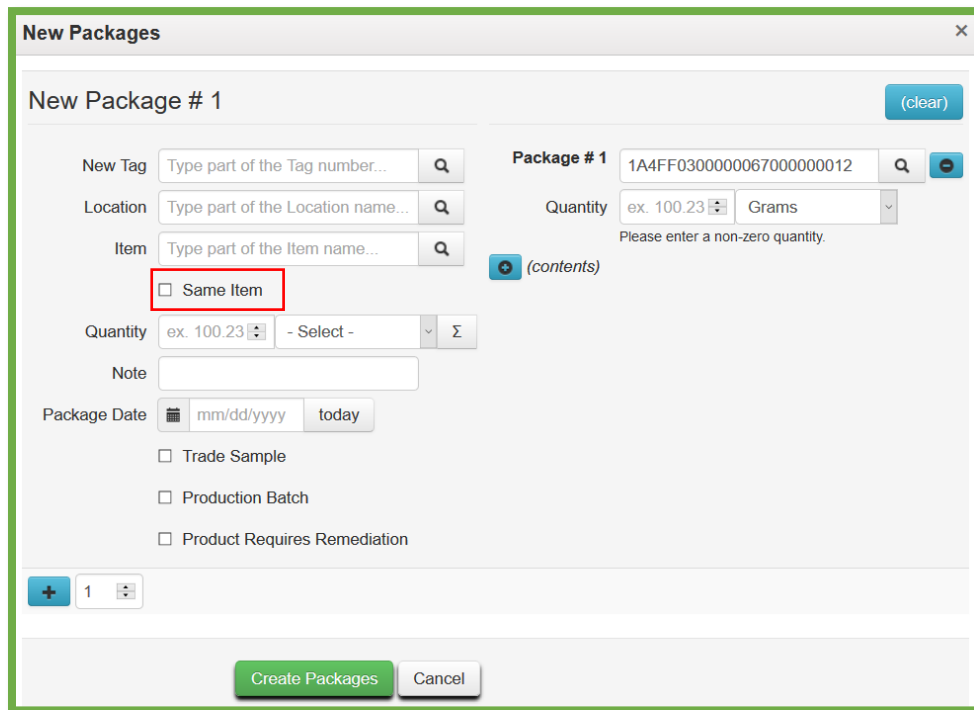 New Packages ×
New Package # 1
(clear)
New Tag Type part of the Tag number...
Location Type part of the Location name...
Item Type part of the Item name...
Same Item
Quantity ex. 100.23 - Select - Σ
Note
Package Date mm/dd/yyyy today
Trade Sample
Production Batch
Product Requires Remediation
Package # 1 1A4FF0300000067000000012
Quantity ex. 100.23 Grams
Please enter a non-zero quantity.
(contents)
1
Create Packages Cancel